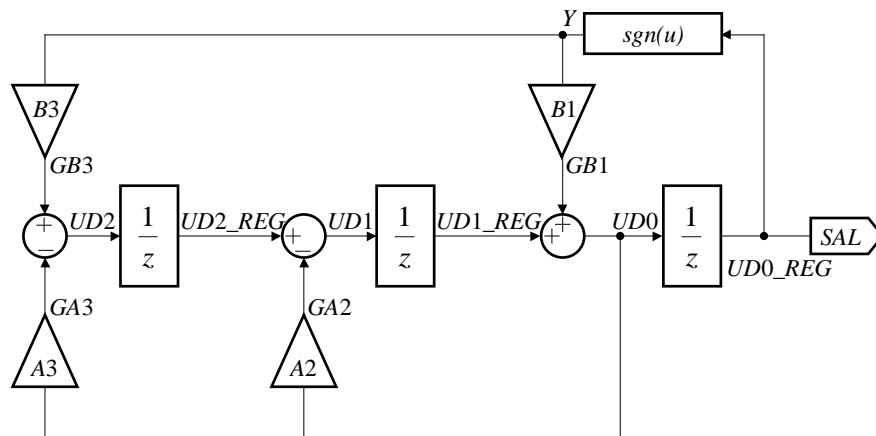 Y
sgn(u)
B3
B1
GB3
GB1
+
−
UD2
1
z
UD2_REG
+
−
UD1
1
z
UD1_REG
+
+
UD0
1
z
UD0_REG
SAL
GA3
GA2
A3
A2